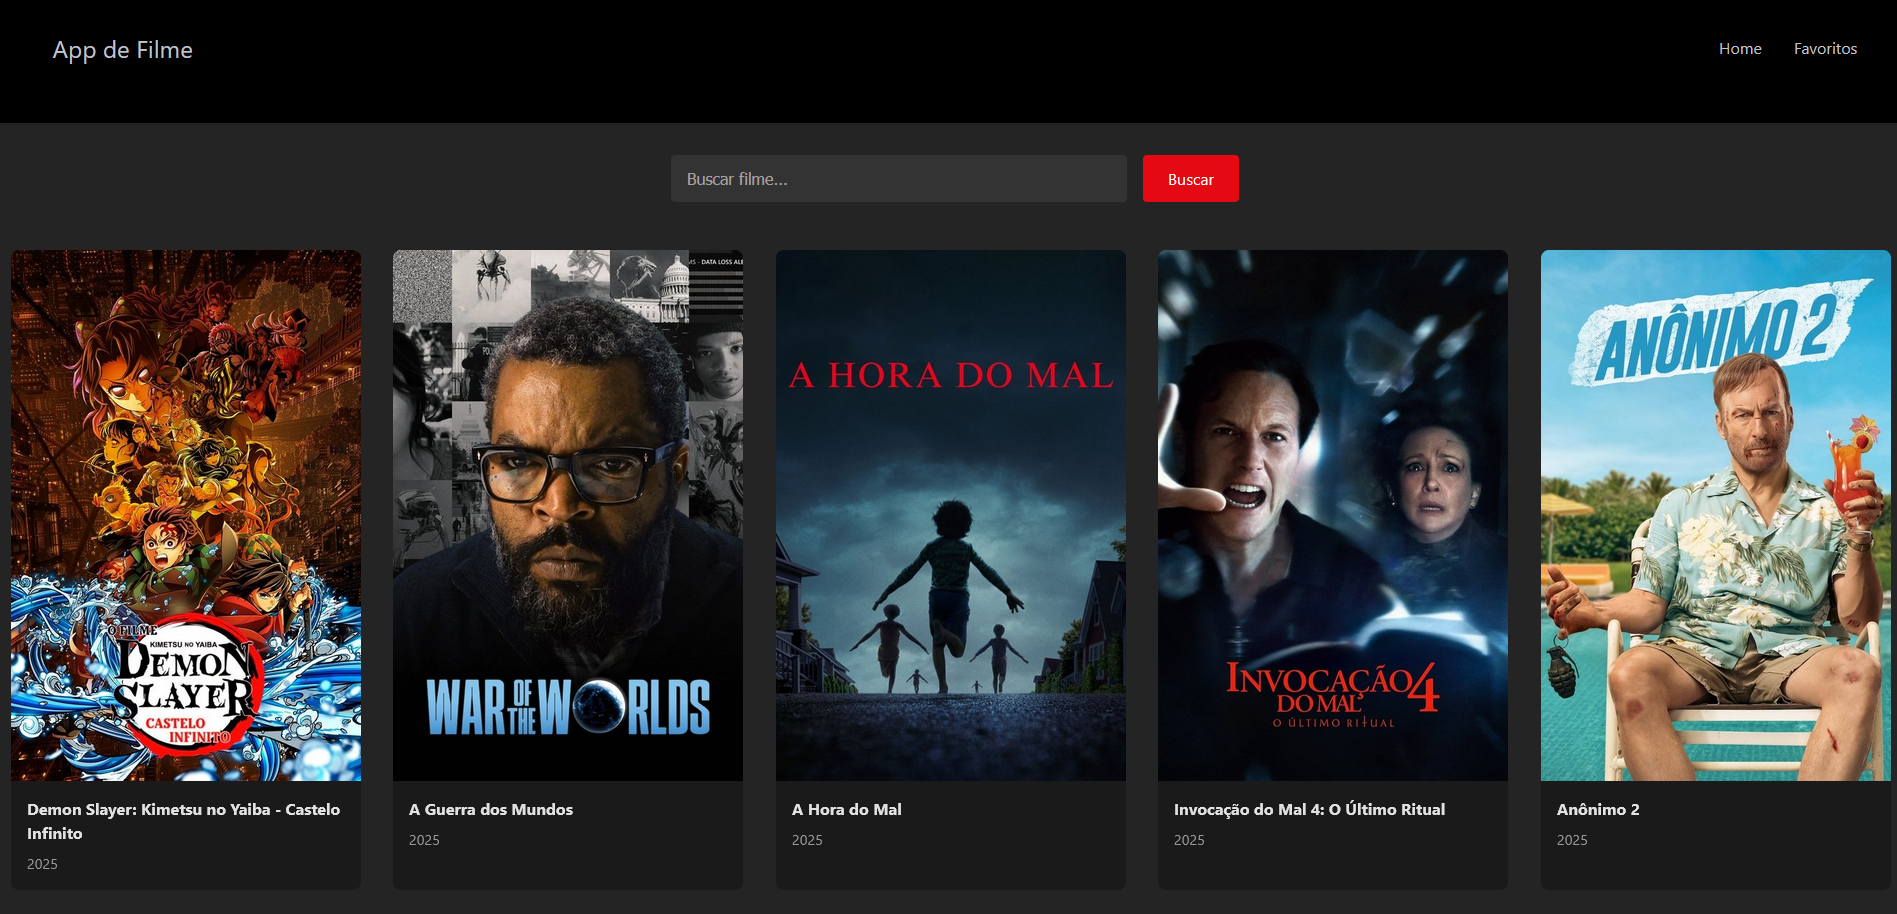 App de Filme
Home
Favoritos
Buscar filme...
Buscar
O FILME
KIMETSU NO YAIBA
DEMON
SLAYER
CASTELO
INFINITO
Demon Slayer: Kimetsu no Yaiba - Castelo
Infinito
2025
DATA LOSS
WAR OF THE WORLDS
A Guerra dos Mundos
2025
A HORA DO MAL
A Hora do Mal
2025
INVOCAÇÃO 4
DO MAL
O ÚLTIMO RITUAL
Invocação do Mal 4: O Último Ritual
2025
ANÔNIMO 2
Anônimo 2
2025